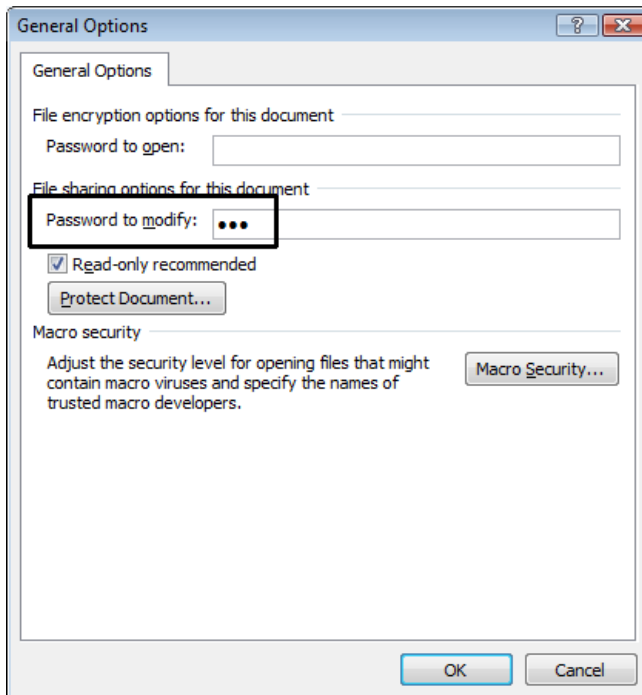 General Options
General Options
File encryption options for this document
Password to open:
File sharing options for this document
Password to modify: •••
Read-only recommended
Protect Document...
Macro security
Adjust the security level for opening files that might
contain macro viruses and specify the names of
trusted macro developers.
Macro Security...
OK
Cancel